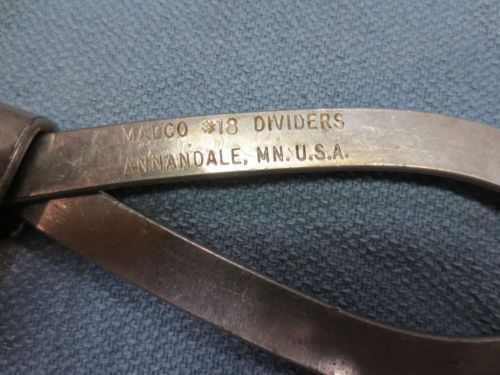 MALCO #18 DIVIDERS
ANNANDALE, MN. U.S.A.